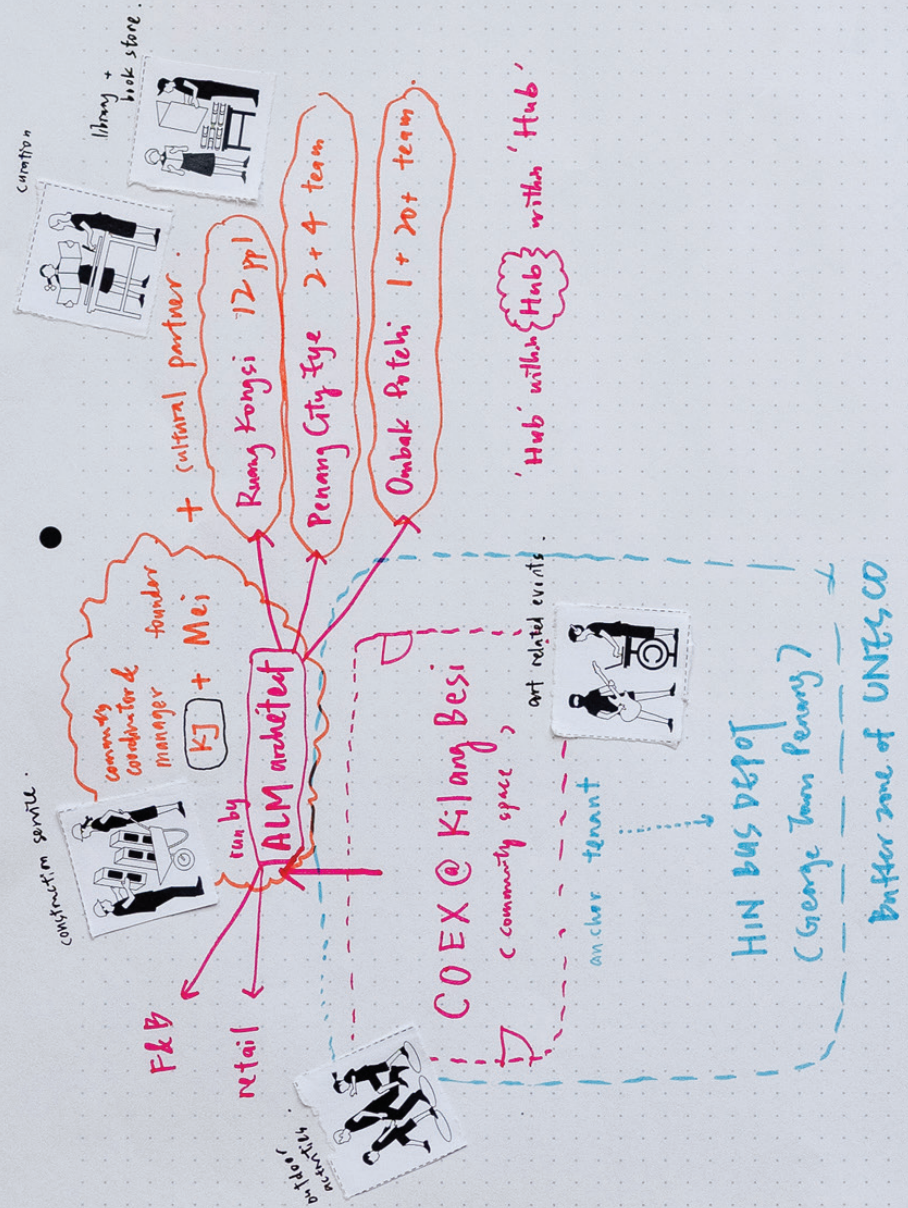 library +
book store.
curation
+ cultural partner.
Ruang Kongsi 12 ppl
Penang City Eye 2 + 4 team
Ombak Potehi 1 + 20+ team
'Hub' within 'Hub' within 'Hub'
construction service.
community
coordinator &
manager
founder
KJ + Mei
run by
ALM architect
F&B
retail
outdoor
activities
COEX @ Kilang Besi
(community space)
art related events.
anchor tenant
HIN BUS DEPOT
(George Town Penang)
Buffer zone of UNESCO